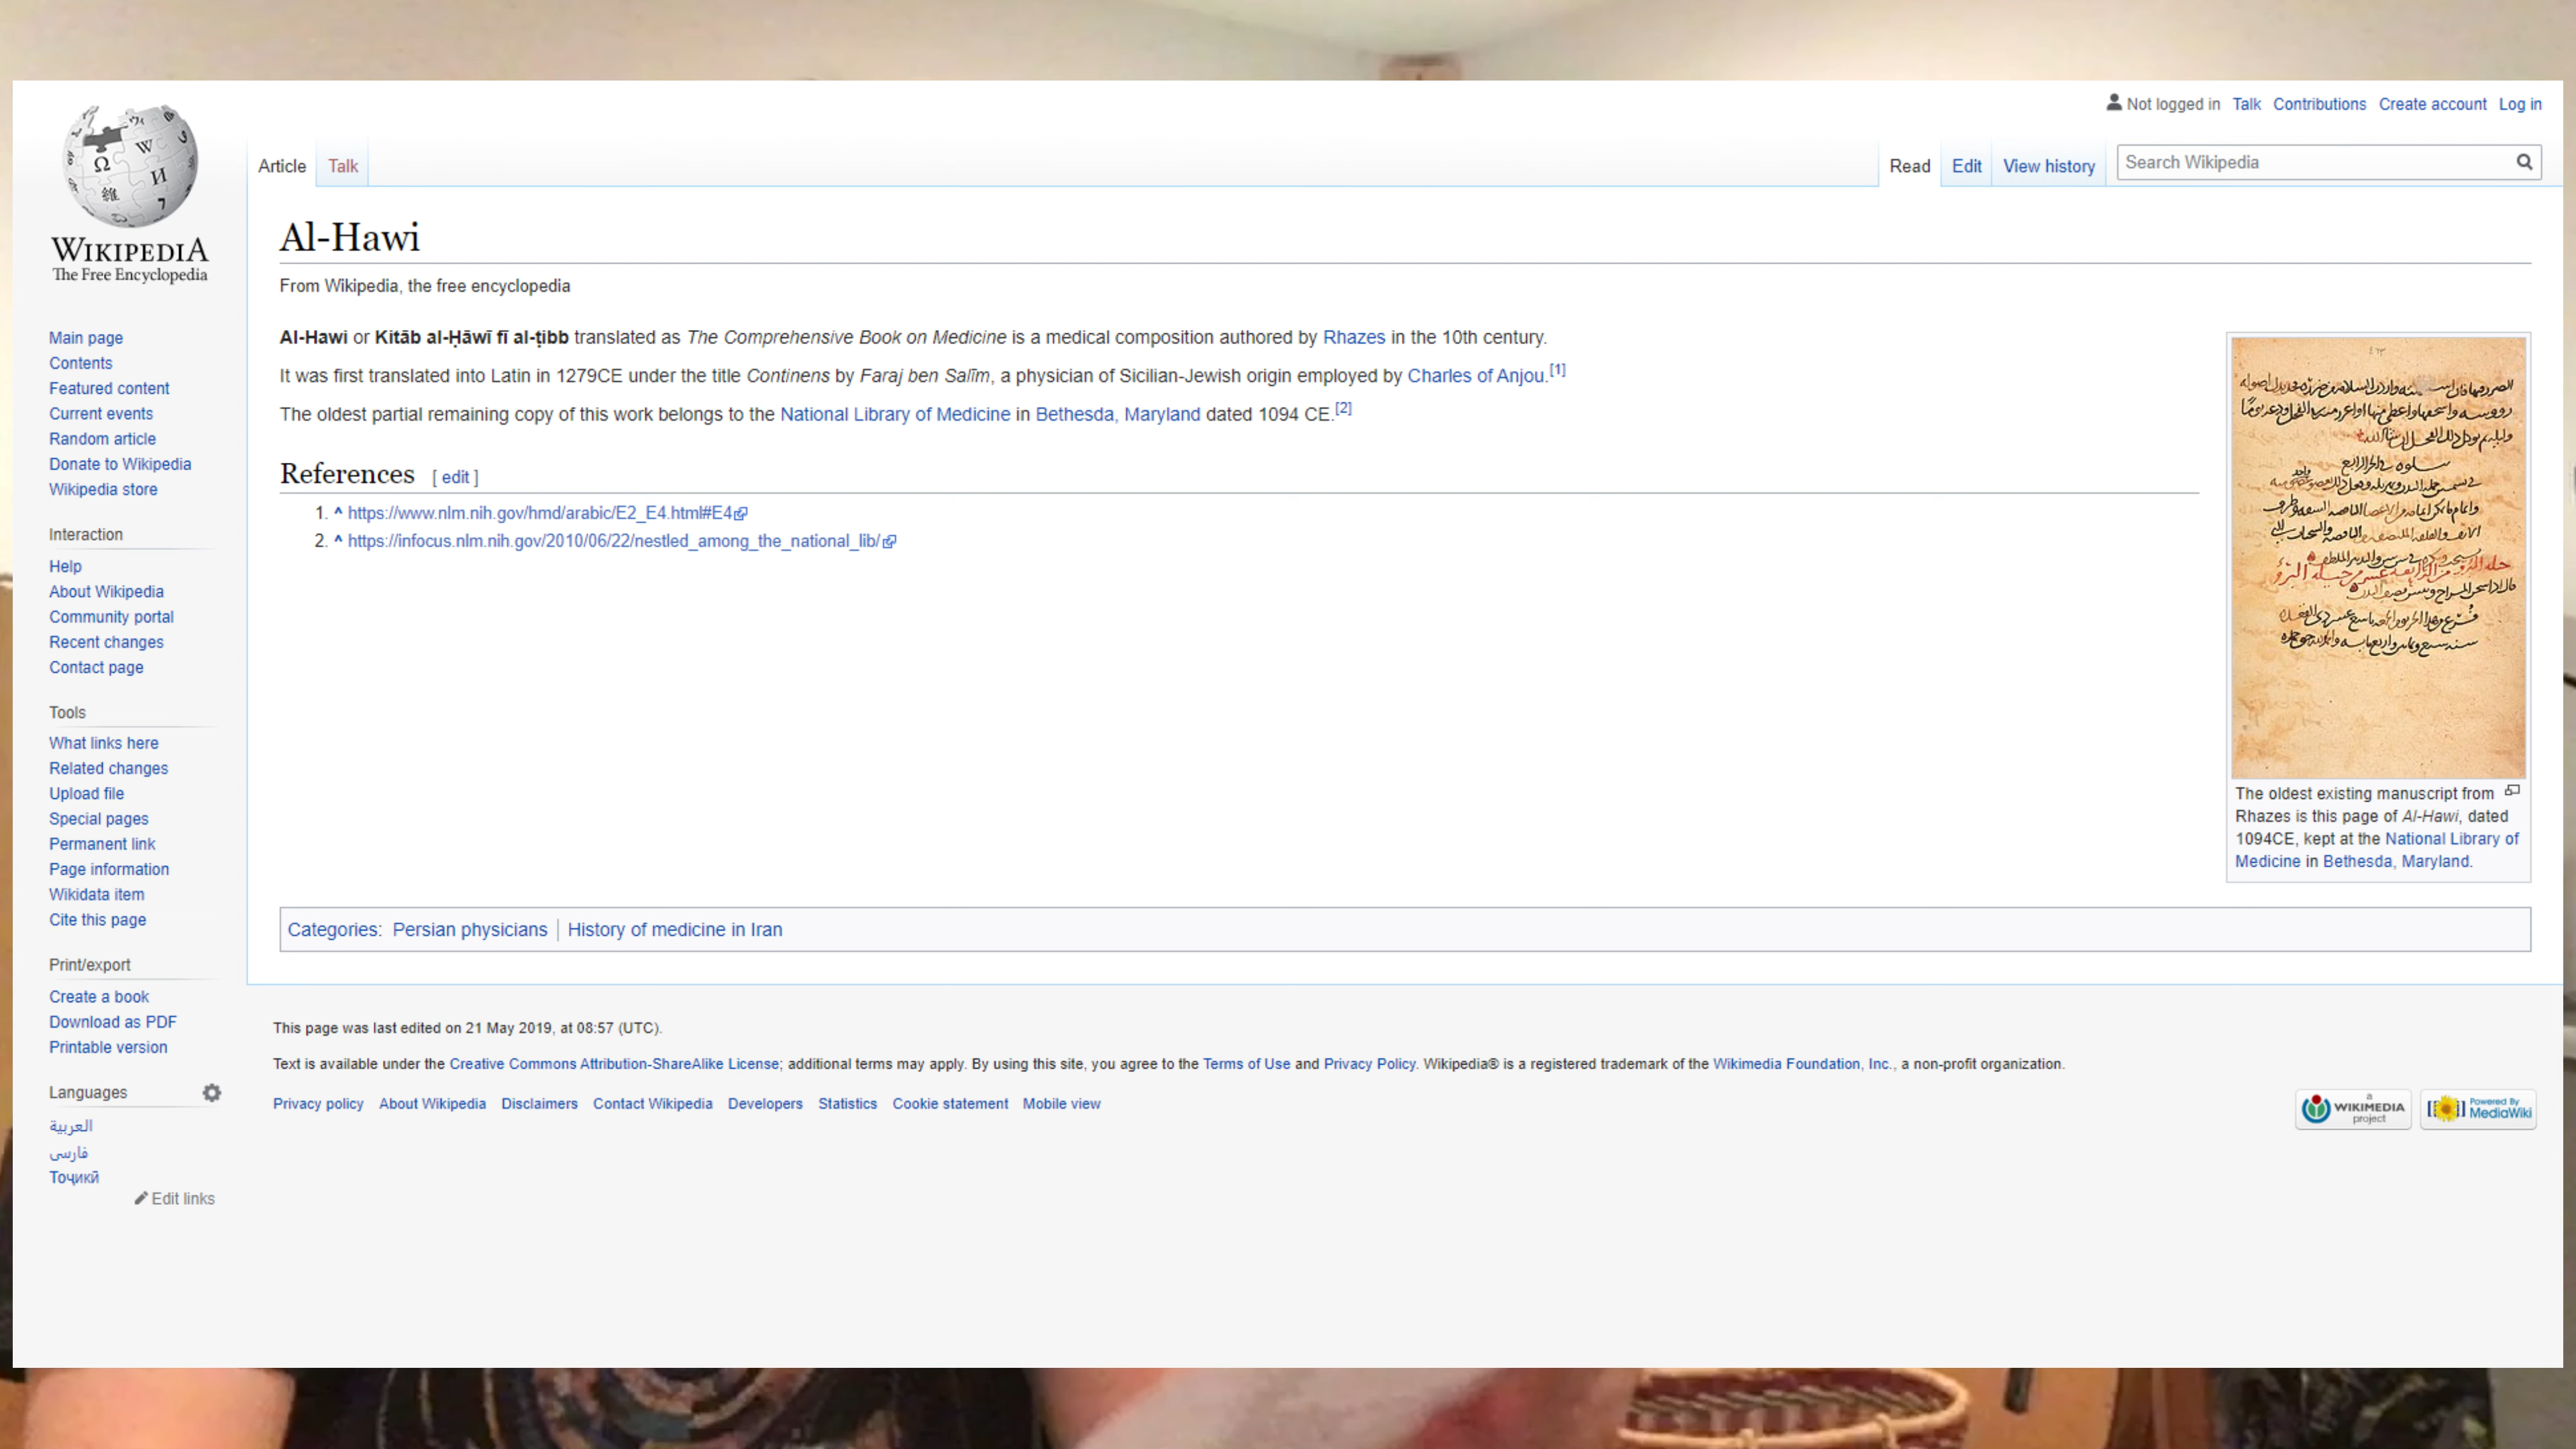 Not logged in Talk Contributions Create account Log in
WIKIPEDIA
The Free Encyclopedia
Article Talk
Read Edit View history Search Wikipedia
Al-Hawi
From Wikipedia, the free encyclopedia
Al-Hawi or Kitāb al-Ḥāwī fī al-ṭibb translated as The Comprehensive Book on Medicine is a medical composition authored by Rhazes in the 10th century.
It was first translated into Latin in 1279CE under the title Continens by Faraj ben Salīm, a physician of Sicilian-Jewish origin employed by Charles of Anjou.[1]
The oldest partial remaining copy of this work belongs to the National Library of Medicine in Bethesda, Maryland dated 1094 CE.[2]
References [ edit ]
1. ^ https://www.nlm.nih.gov/hmd/arabic/E2_E4.html#E4
2. ^ https://infocus.nlm.nih.gov/2010/06/22/nestled_among_the_national_lib/
The oldest existing manuscript from
Rhazes is this page of Al-Hawi, dated
1094CE, kept at the National Library of
Medicine in Bethesda, Maryland.
Categories: Persian physicians | History of medicine in Iran
Main page
Contents
Featured content
Current events
Random article
Donate to Wikipedia
Wikipedia store
Interaction
Help
About Wikipedia
Community portal
Recent changes
Contact page
Tools
What links here
Related changes
Upload file
Special pages
Permanent link
Page information
Wikidata item
Cite this page
Print/export
Create a book
Download as PDF
Printable version
Languages
العربية
فارسی
Тоҷикӣ
Edit links
This page was last edited on 21 May 2019, at 08:57 (UTC).
Text is available under the Creative Commons Attribution-ShareAlike License; additional terms may apply. By using this site, you agree to the Terms of Use and Privacy Policy. Wikipedia® is a registered trademark of the Wikimedia Foundation, Inc., a non-profit organization.
Privacy policy About Wikipedia Disclaimers Contact Wikipedia Developers Statistics Cookie statement Mobile view
a
WIKIMEDIA
project
Powered By
MediaWiki